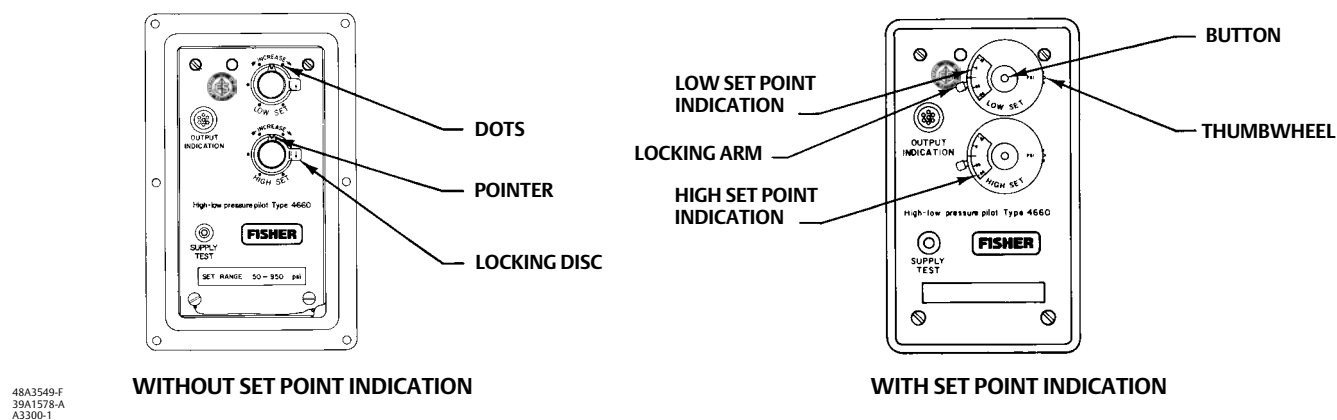 INCREASE
LOW SET
INCREASE
HIGH SET
OUTPUT
INDICATION
High-low pressure pilot Type 4660
SUPPLY
TEST
FISHER
SET RANGE 50-950 psi
DOTS
POINTER
LOCKING DISC
WITHOUT SET POINT INDICATION
LOW SET POINT
INDICATION
LOCKING ARM
HIGH SET POINT
INDICATION
PSI
LOW SET
OUTPUT
INDICATION
PSI
HIGH SET
High-low pressure pilot Type 4660
SUPPLY
TEST
FISHER
BUTTON
THUMBWHEEL
WITH SET POINT INDICATION
48A3549-F
39A1578-A
A3300-1